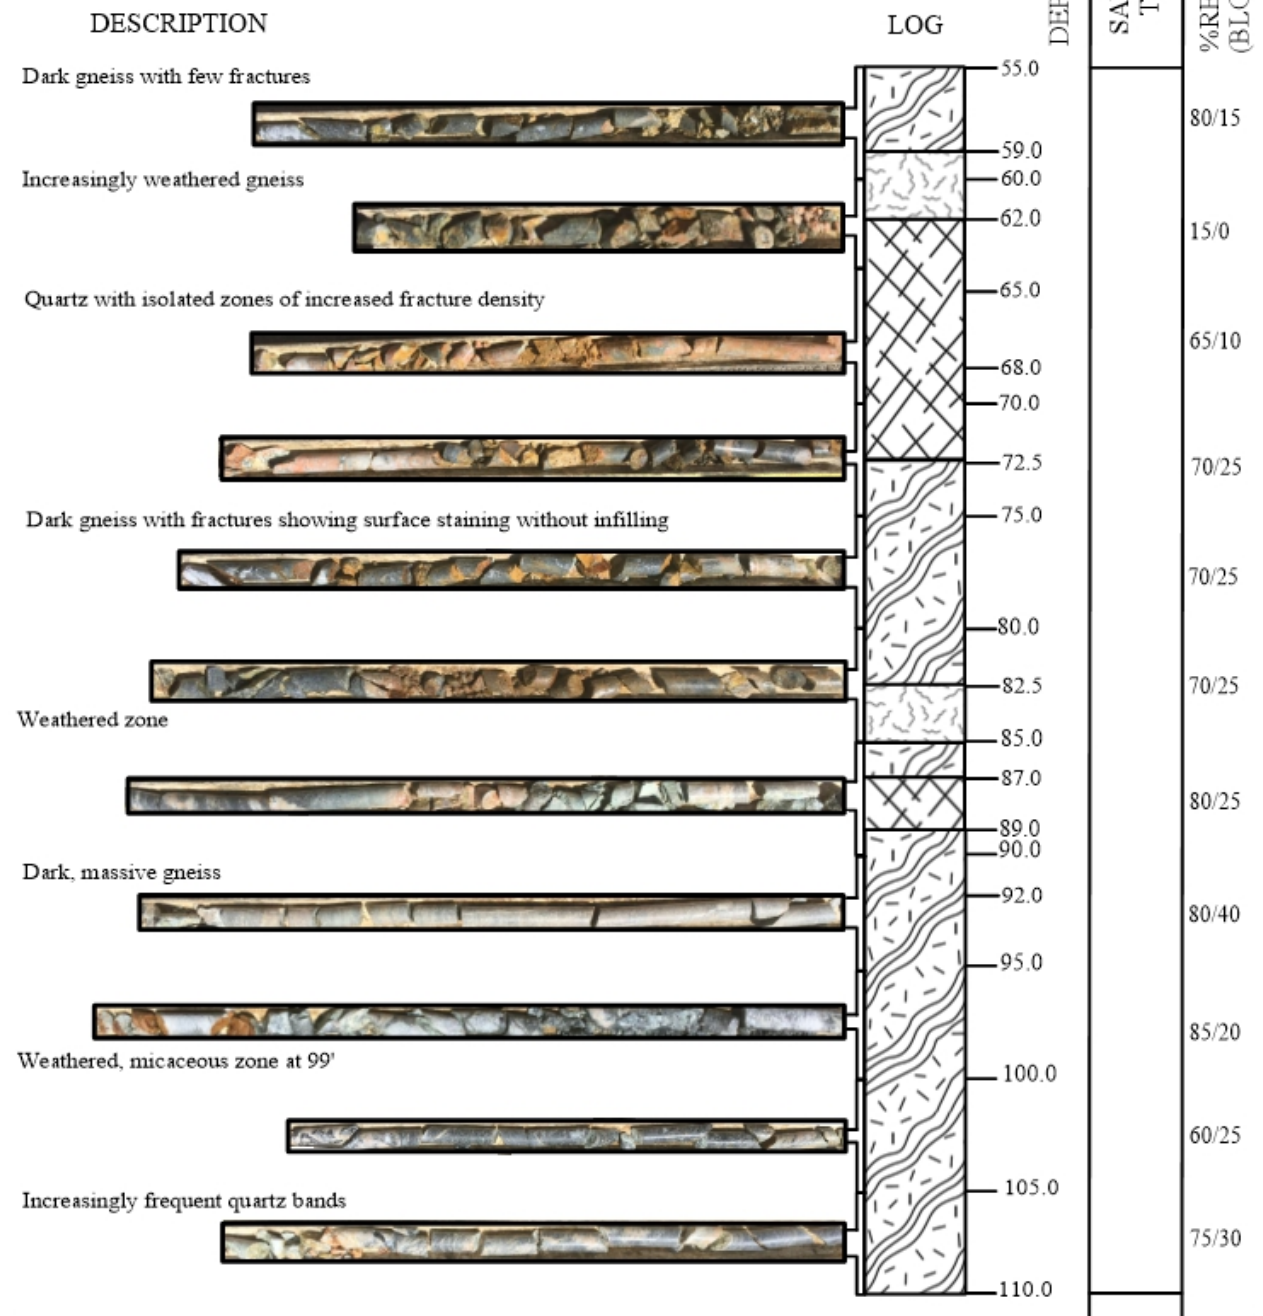 DESCRIPTION
LOG
DEP
SA
T
%RE
(BLO
Dark gneiss with few fractures
55.0
80/15
59.0
Increasingly weathered gneiss
60.0
62.0
15/0
65.0
Quartz with isolated zones of increased fracture density
65/10
68.0
70.0
72.5
70/25
75.0
Dark gneiss with fractures showing surface staining without infilling
70/25
80.0
82.5
70/25
Weathered zone
85.0
87.0
80/25
89.0
90.0
Dark, massive gneiss
92.0
80/40
95.0
85/20
Weathered, micaceous zone at 99'
100.0
60/25
105.0
Increasingly frequent quartz bands
75/30
110.0